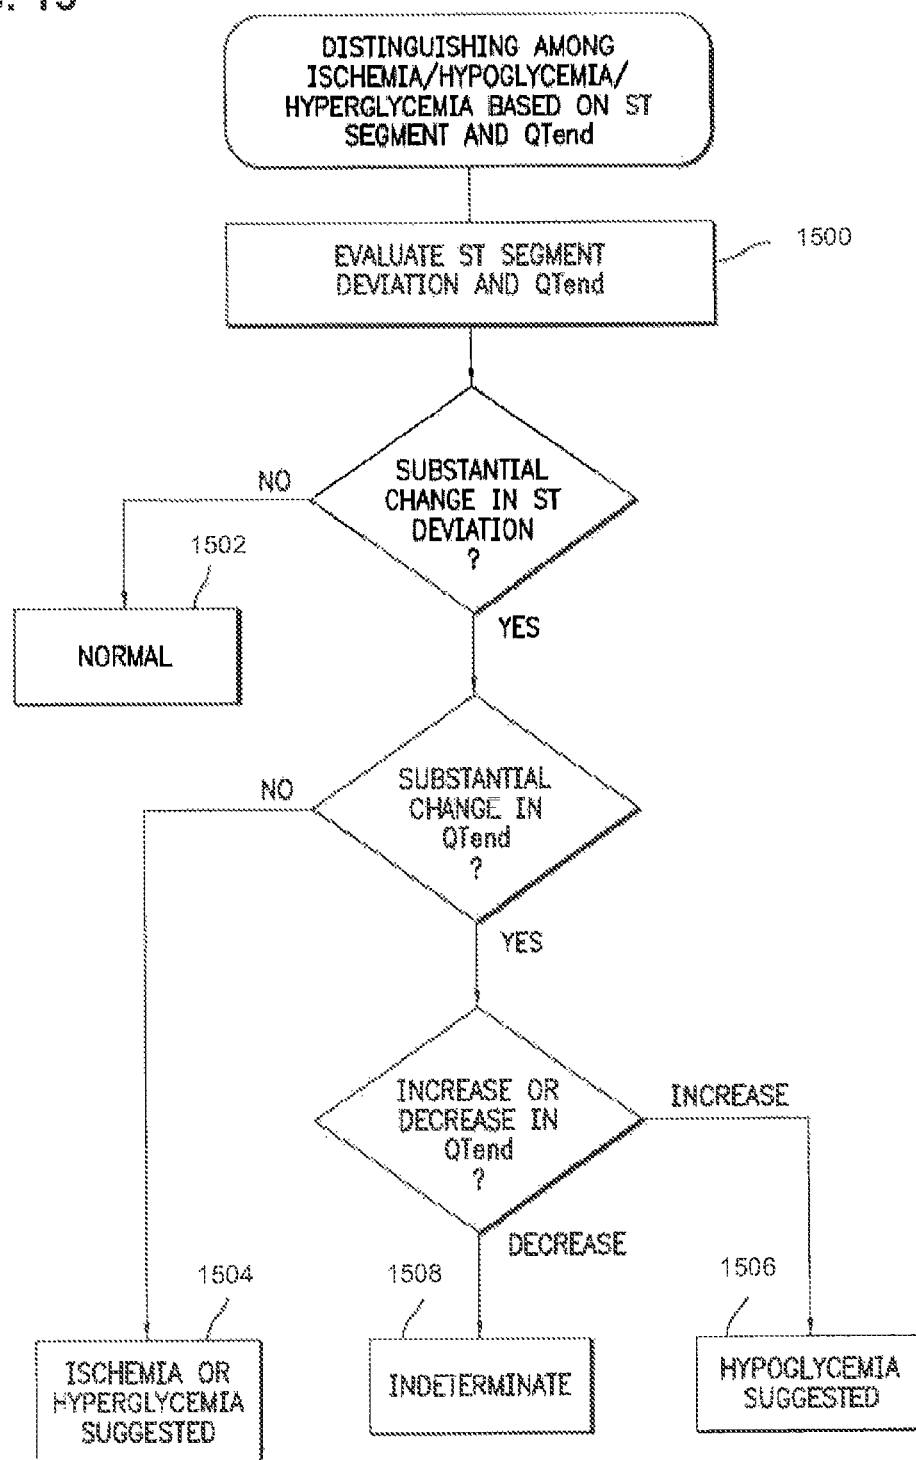 DISTINGUISHING AMONG
ISCHEMIA/HYPOGLYCEMIA/
HYPERGLYCEMIA BASED ON ST
SEGMENT AND QTend
1500
EVALUATE ST SEGMENT
DEVIATION AND QTend
SUBSTANTIAL
CHANGE IN ST
DEVIATION
?
NO
1502
YES
NORMAL
SUBSTANTIAL
CHANGE IN
QTend
?
NO
YES
INCREASE OR
DECREASE IN
QTend
?
INCREASE
DECREASE
1504
1508
1506
ISCHEMIA OR
HYPERGLYCEMIA
SUGGESTED
INDETERMINATE
HYPOGLYCEMIA
SUGGESTED